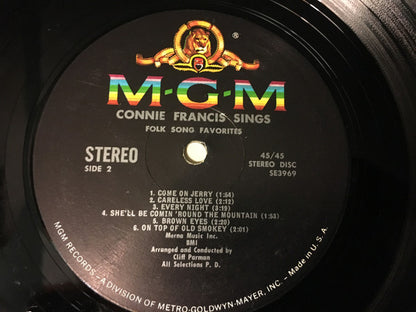 ®
M-G-M
CONNIE FRANCIS SINGS
FOLK SONG FAVORITES
STEREO
SIDE 2
45/45
STEREO DISC
SE3969
1. COME ON JERRY (1:54)
2. CARELESS LOVE (2:12)
3. EVERY NIGHT (3:19)
4. SHE'LL BE COMIN' 'ROUND THE MOUNTAIN (1:53)
5. BROWN EYES (2:20)
6. ON TOP OF OLD SMOKEY (2:01)
Merna Music Inc.
BMI
Arranged and Conducted by
Cliff Parman
All Selections P. D.
MGM RECORDS - A DIVISION OF METRO-GOLDWYN-MAYER, INC. - Made in U.S.A.